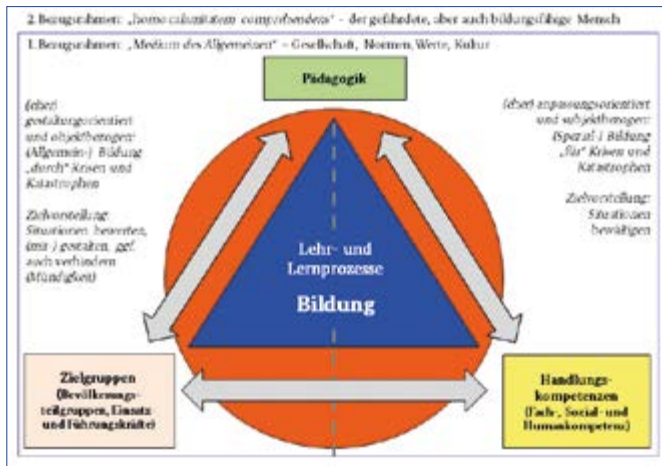 2. Bezugsrahmen: „homo calamitatem comprehendens“ – der gefährdete, aber auch bildungsfähige Mensch
1. Bezugsrahmen: „Medium des Allgemeinen“ – Gesellschaft, Normen, Werte, Kultur
Pädagogik
(eher)
gestaltungsorientiert
und objektbezogen:
(Allgemein-) Bildung
„durch“ Krisen und
Katastrophen
Zielvorstellung:
Situationen bewerten,
(mit-) gestalten, ggf.
auch verhindern
(Mündigkeit)
(eher) anpassungsorientiert
und subjektbezogen:
(Spezial-) Bildung
„für“ Krisen und
Katastrophen
Zielvorstellung:
Situationen
bewältigen
Lehr- und
Lernprozesse
Bildung
Zielgruppen
(Bevölkerungs-
teilgruppen, Einsatz
und Führungskräfte)
Handlungs-
kompetenzen
(Fach-, Sozial- und
Humankompetenz)